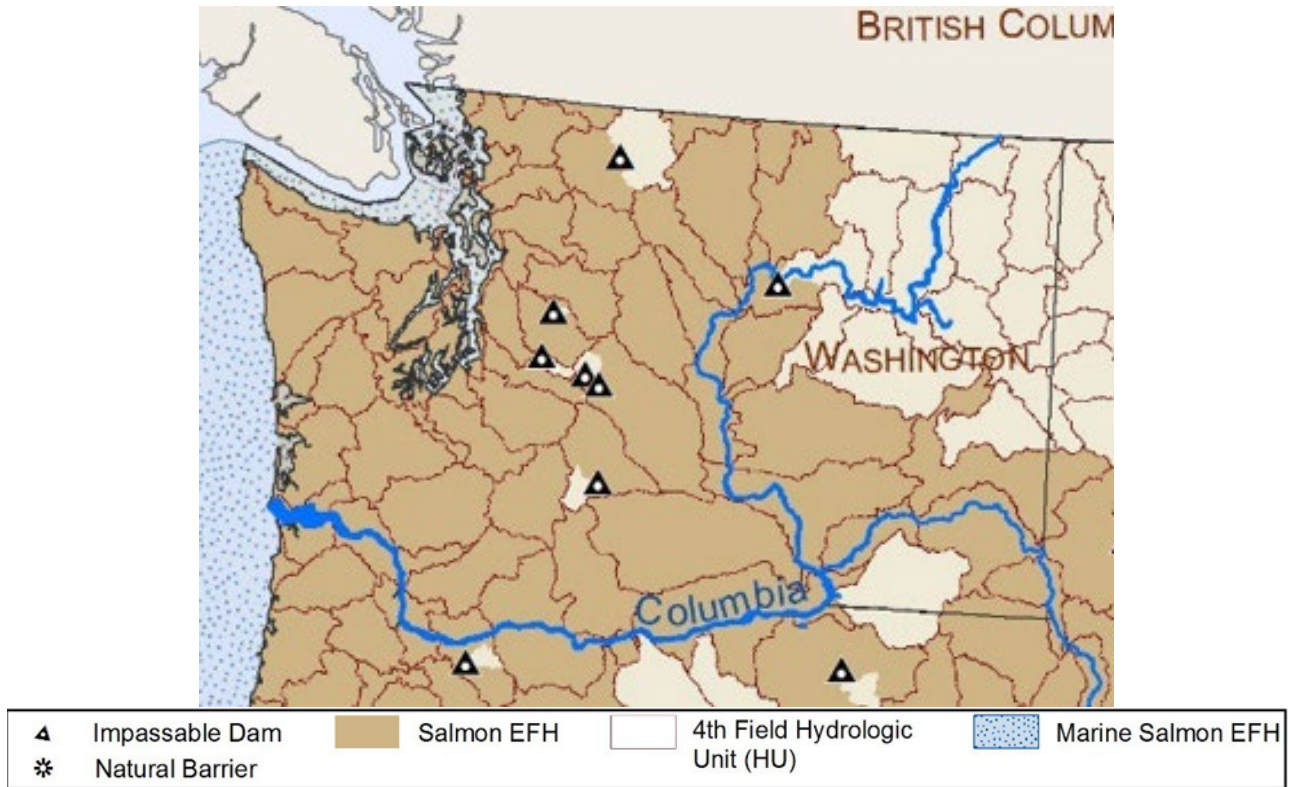 BRITISH COLUM
WASHINGTON
Columbia
Impassable Dam
Salmon EFH
4th Field Hydrologic
Unit (HU)
Marine Salmon EFH
Natural Barrier